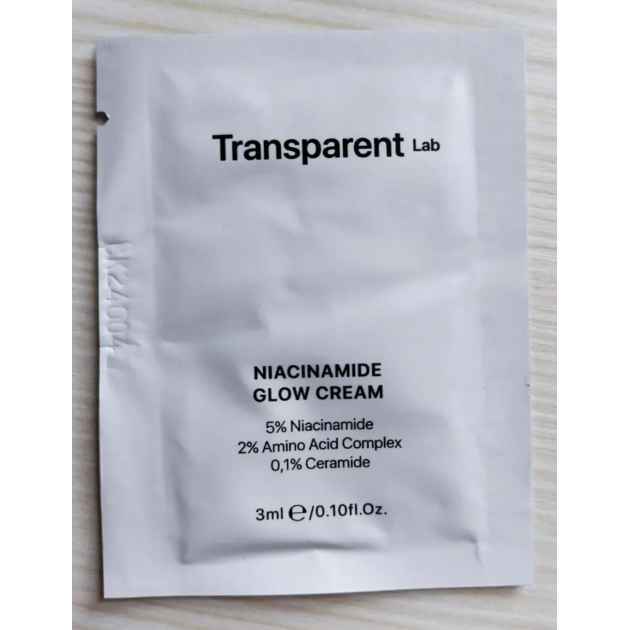 Transparent Lab
NIACINAMIDE
GLOW CREAM
5% Niacinamide
2% Amino Acid Complex
0,1% Ceramide
3ml ℮/0.10fl.Oz.